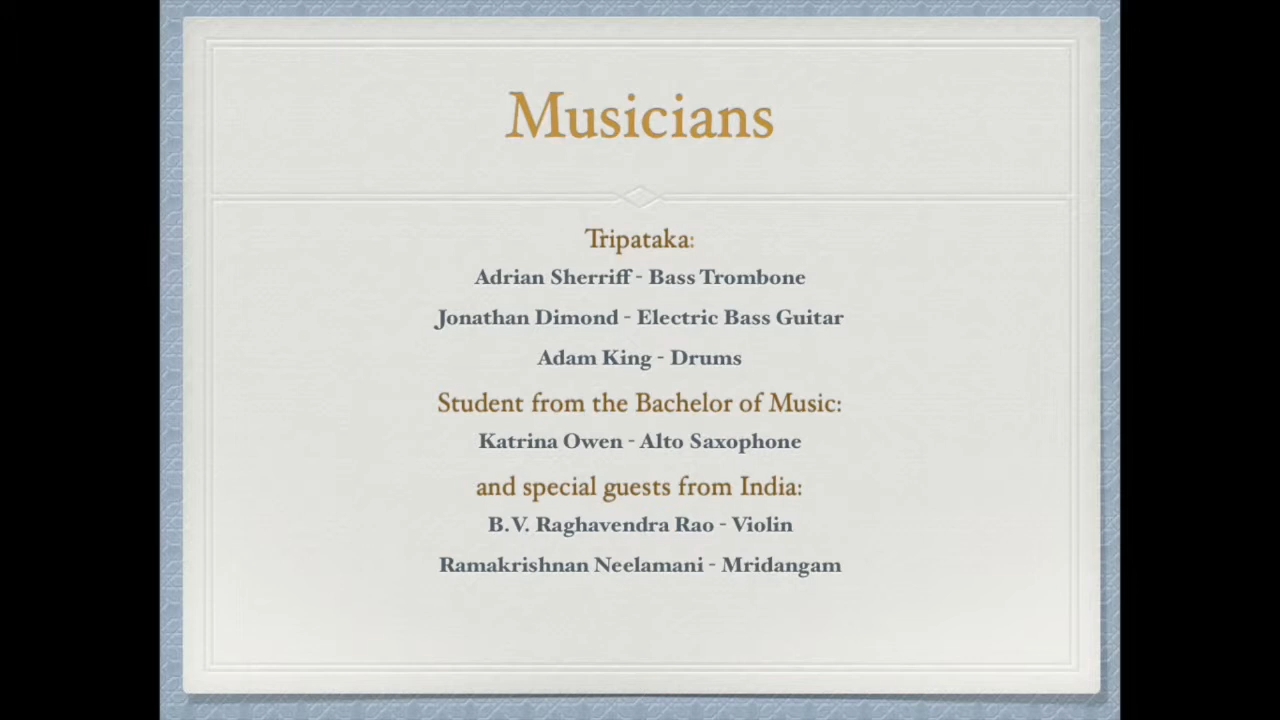 Musicians
Tripataka:
Adrian Sherriff - Bass Trombone
Jonathan Dimond - Electric Bass Guitar
Adam King - Drums
Student from the Bachelor of Music:
Katrina Owen - Alto Saxophone
and special guests from India:
B.V. Raghavendra Rao - Violin
Ramakrishnan Neelamani - Mridangam